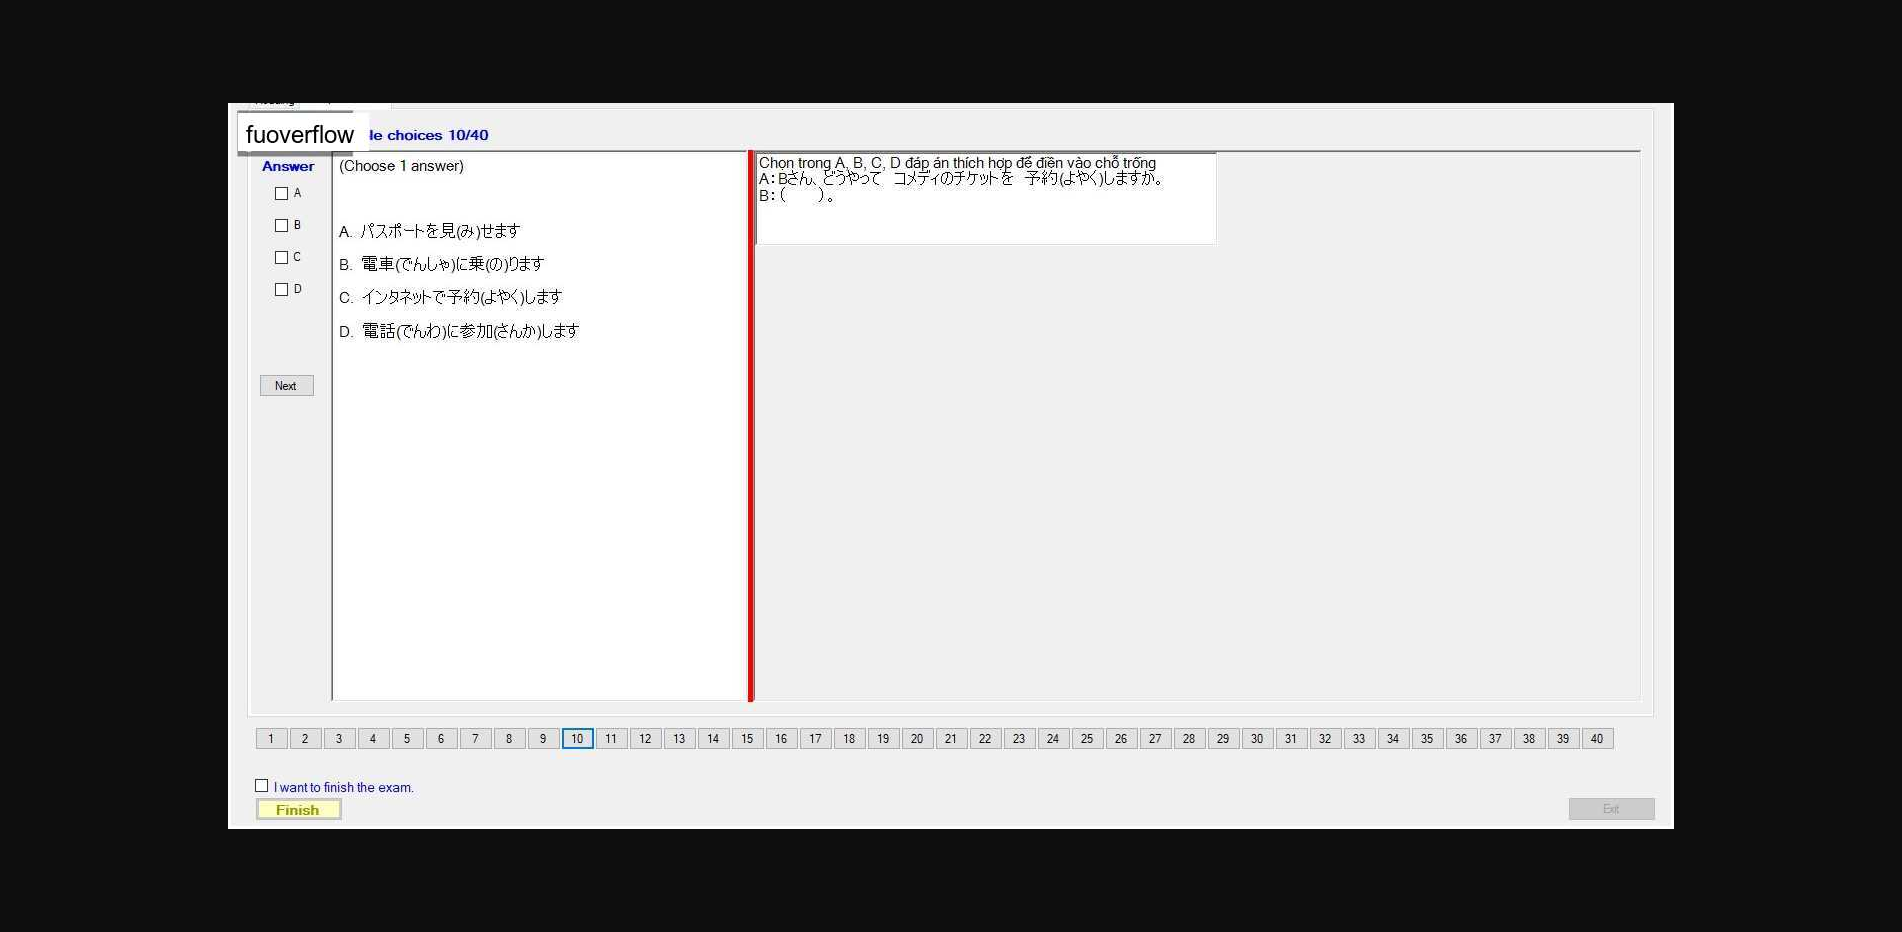 fuoverflow
le choices 10/40
Answer
(Choose 1 answer)
A
B
C
D
A. パスポートを見(み)せます
B. 電車(でんしゃ)に乗(の)ります
C. インタネットで予約(よやく)します
D. 電話(でんわ)に参加(さんか)します
Next
Chọn trong A, B, C, D đáp án thích hợp để điền vào chỗ trống
A:Bさん、どうやって コメディのチケットを 予約(よやく)しますか。
B:( )。
1 2 3 4 5 6 7 8 9 10 11 12 13 14 15 16 17 18 19 20 21 22 23 24 25 26 27 28 29 30 31 32 33 34 35 36 37 38 39 40
I want to finish the exam.
Finish
Exit